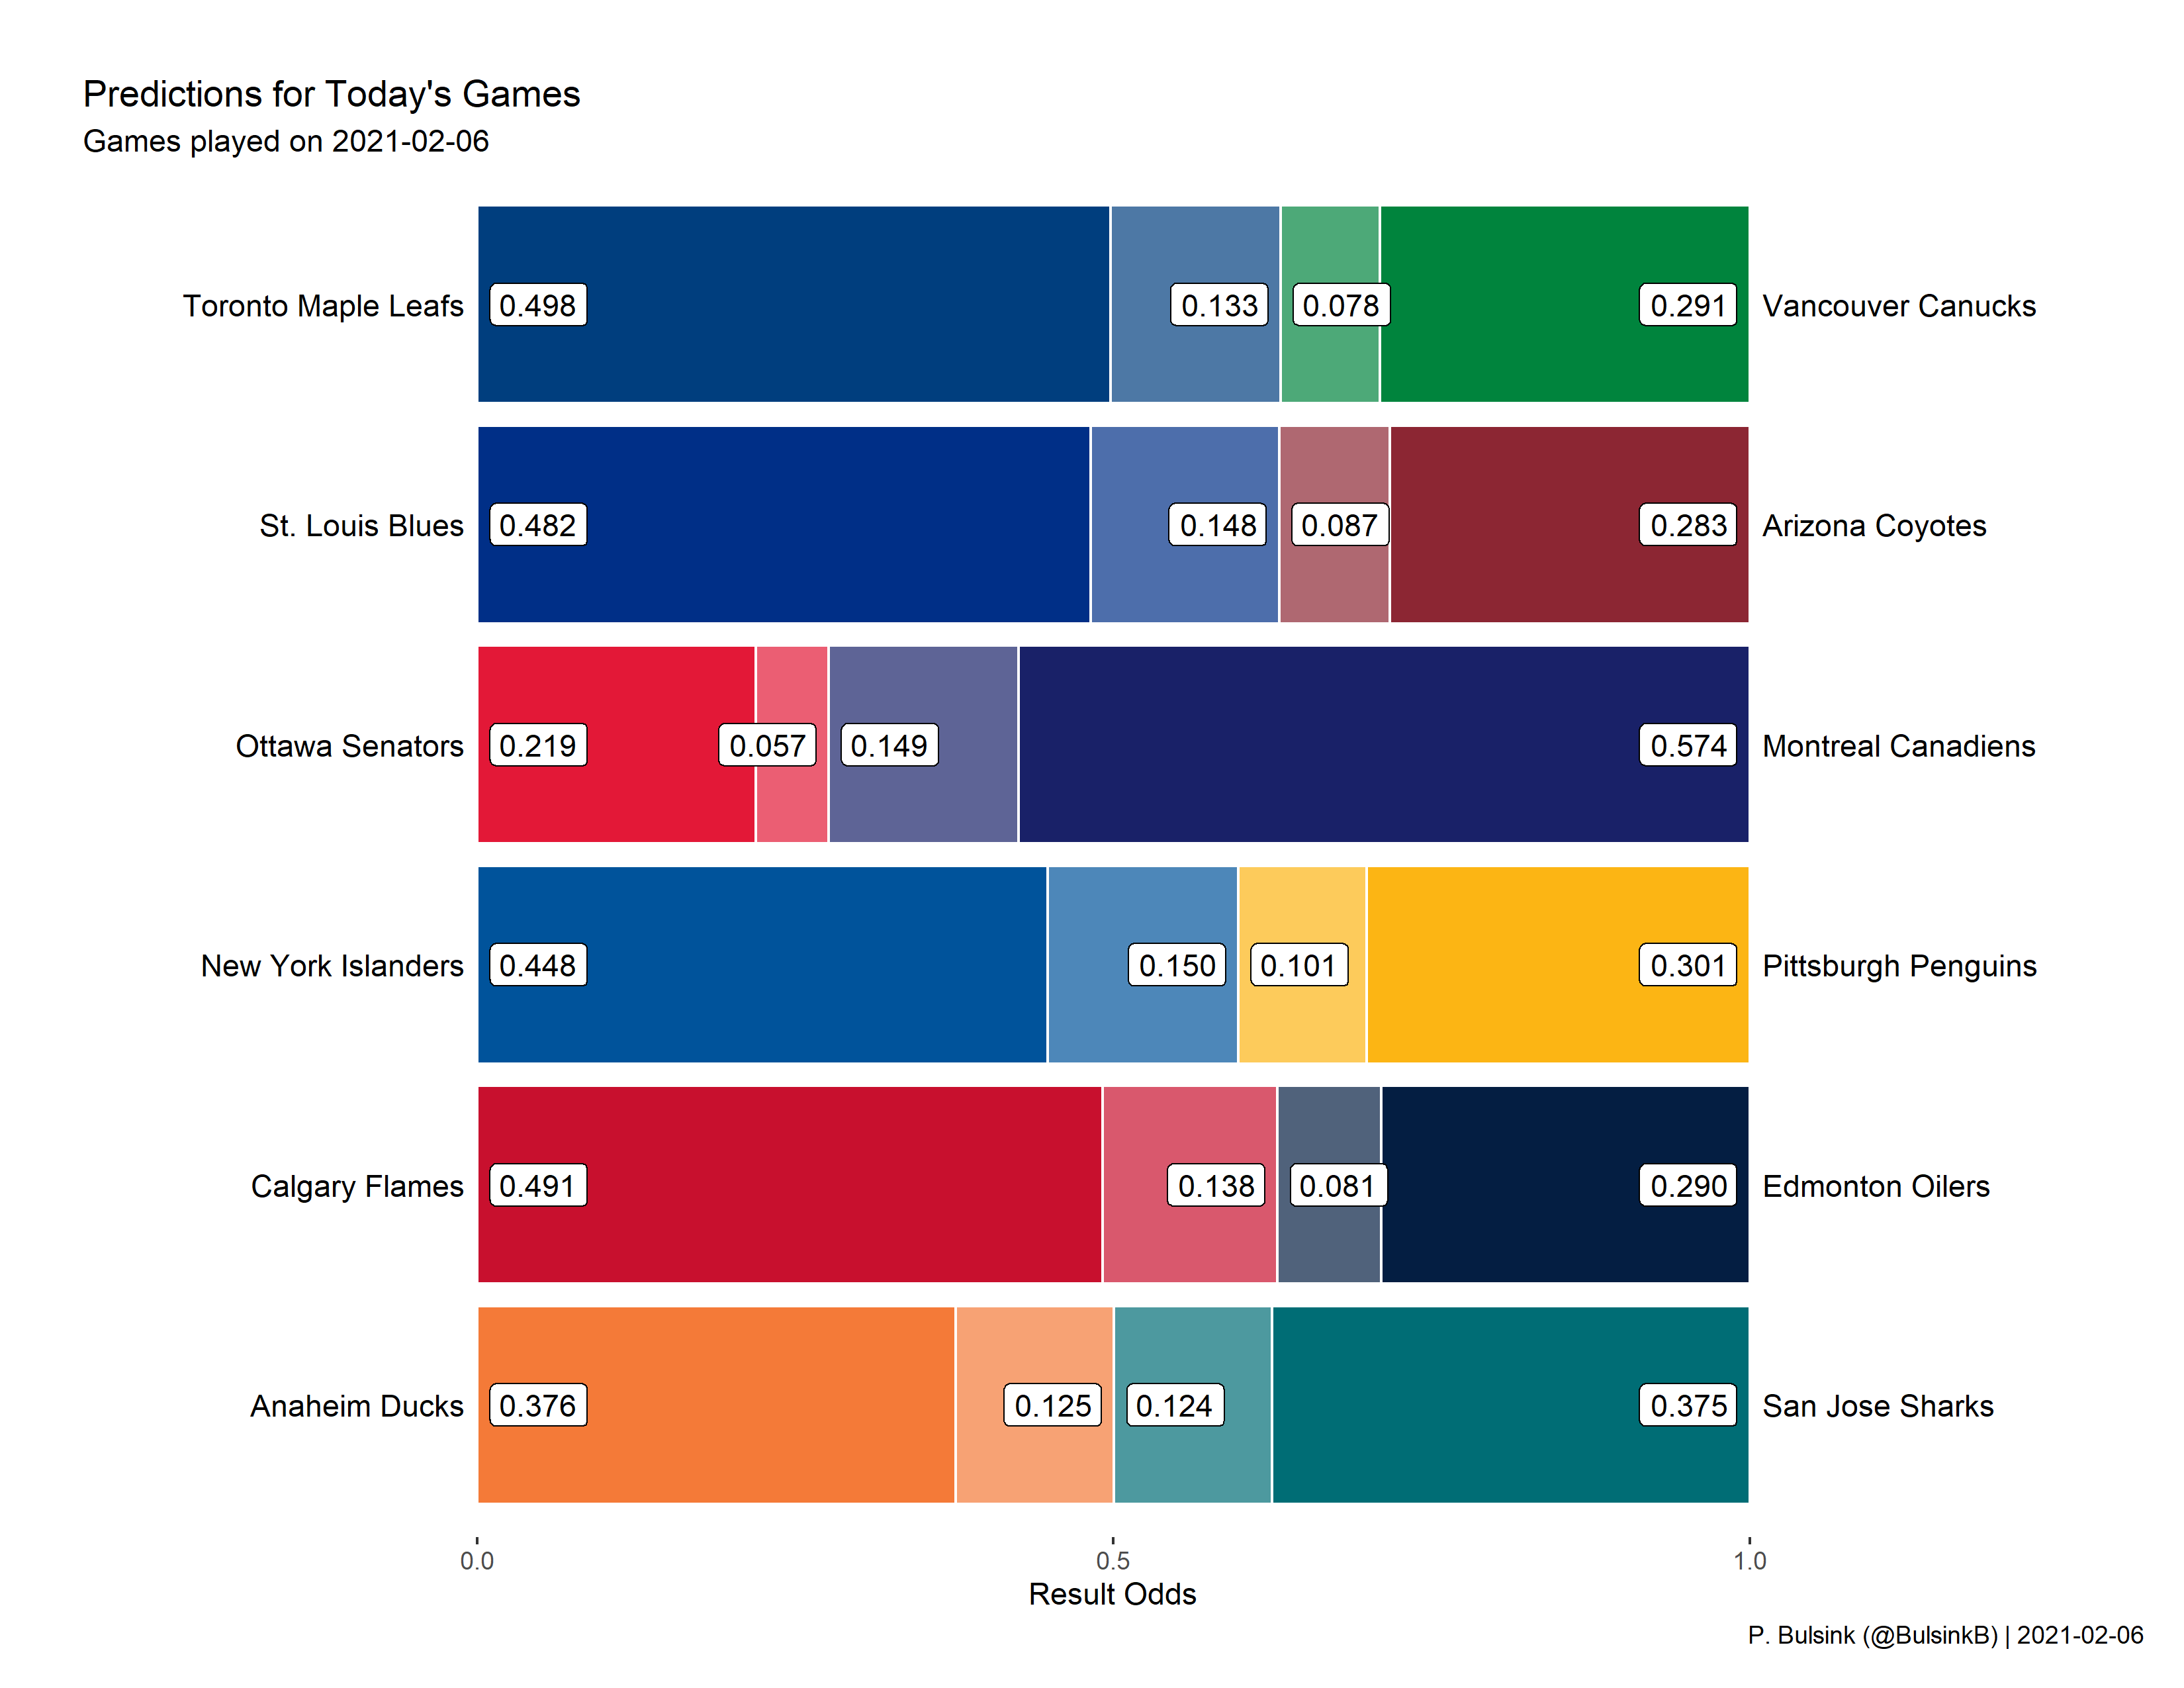 Predictions for Today's Games
Games played on 2021-02-06
Toronto Maple Leafs 0.498 0.133 0.078 0.291 Vancouver Canucks
St. Louis Blues 0.482 0.148 0.087 0.283 Arizona Coyotes
Ottawa Senators 0.219 0.057 0.149 0.574 Montreal Canadiens
New York Islanders 0.448 0.150 0.101 0.301 Pittsburgh Penguins
Calgary Flames 0.491 0.138 0.081 0.290 Edmonton Oilers
Anaheim Ducks 0.376 0.125 0.124 0.375 San Jose Sharks
0.0 0.5 1.0
Result Odds
P. Bulsink (@BulsinkB) | 2021-02-06